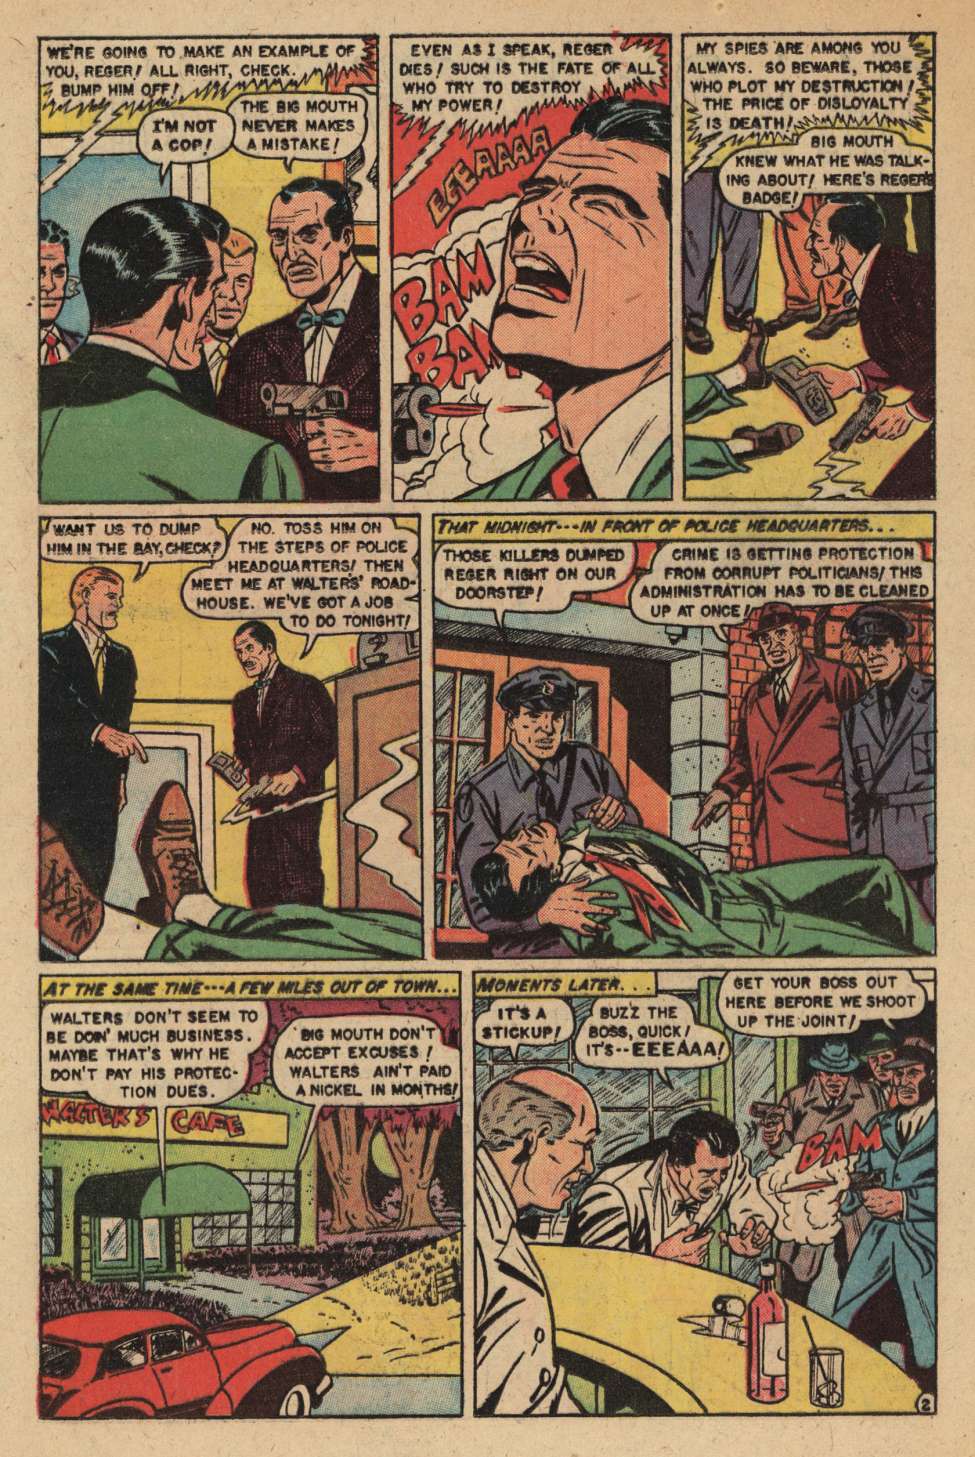 WE'RE GOING TO MAKE AN EXAMPLE OF
YOU, REGER! ALL RIGHT, CHECK.
BUMP HIM OFF!
I'M NOT
A COP!
THE BIG MOUTH
NEVER MAKES
A MISTAKE!
EVEN AS I SPEAK, REGER
DIES! SUCH IS THE FATE OF ALL
WHO TRY TO DESTROY
MY POWER!
EEEAAAA
BAM
BAM
MY SPIES ARE AMONG YOU
ALWAYS. SO BEWARE, THOSE
WHO PLOT MY DESTRUCTION!
THE PRICE OF DISLOYALTY
IS DEATH!
BIG MOUTH
KNEW WHAT HE WAS TALK-
ING ABOUT! HERE'S REGER'S
BADGE!
WANT US TO DUMP
HIM IN THE BAY, CHECK?
NO. TOSS HIM ON
THE STEPS OF POLICE
HEADQUARTERS! THEN
MEET ME AT WALTERS' ROAD-
HOUSE. WE'VE GOT A JOB
TO DO TONIGHT!
THAT MIDNIGHT---IN FRONT OF POLICE HEADQUARTERS...
THOSE KILLERS DUMPED
REGER RIGHT ON OUR
DOORSTEP!
CRIME IS GETTING PROTECTION
FROM CORRUPT POLITICIANS! THIS
ADMINISTRATION HAS TO BE CLEANED
UP AT ONCE!
AT THE SAME TIME---A FEW MILES OUT OF TOWN...
WALTERS DON'T SEEM TO
BE DOIN' MUCH BUSINESS.
MAYBE THAT'S WHY HE
DON'T PAY HIS PROTEC-
TION DUES.
BIG MOUTH DON'T
ACCEPT EXCUSES!
WALTERS AIN'T PAID
A NICKEL IN MONTHS!
WALTER'S CAFE
MOMENTS LATER...
IT'S A
STICKUP!
BUZZ THE
BOSS, QUICK!
IT'S--EEEAAA!
GET YOUR BOSS OUT
HERE BEFORE WE SHOOT
UP THE JOINT!
BAM
2